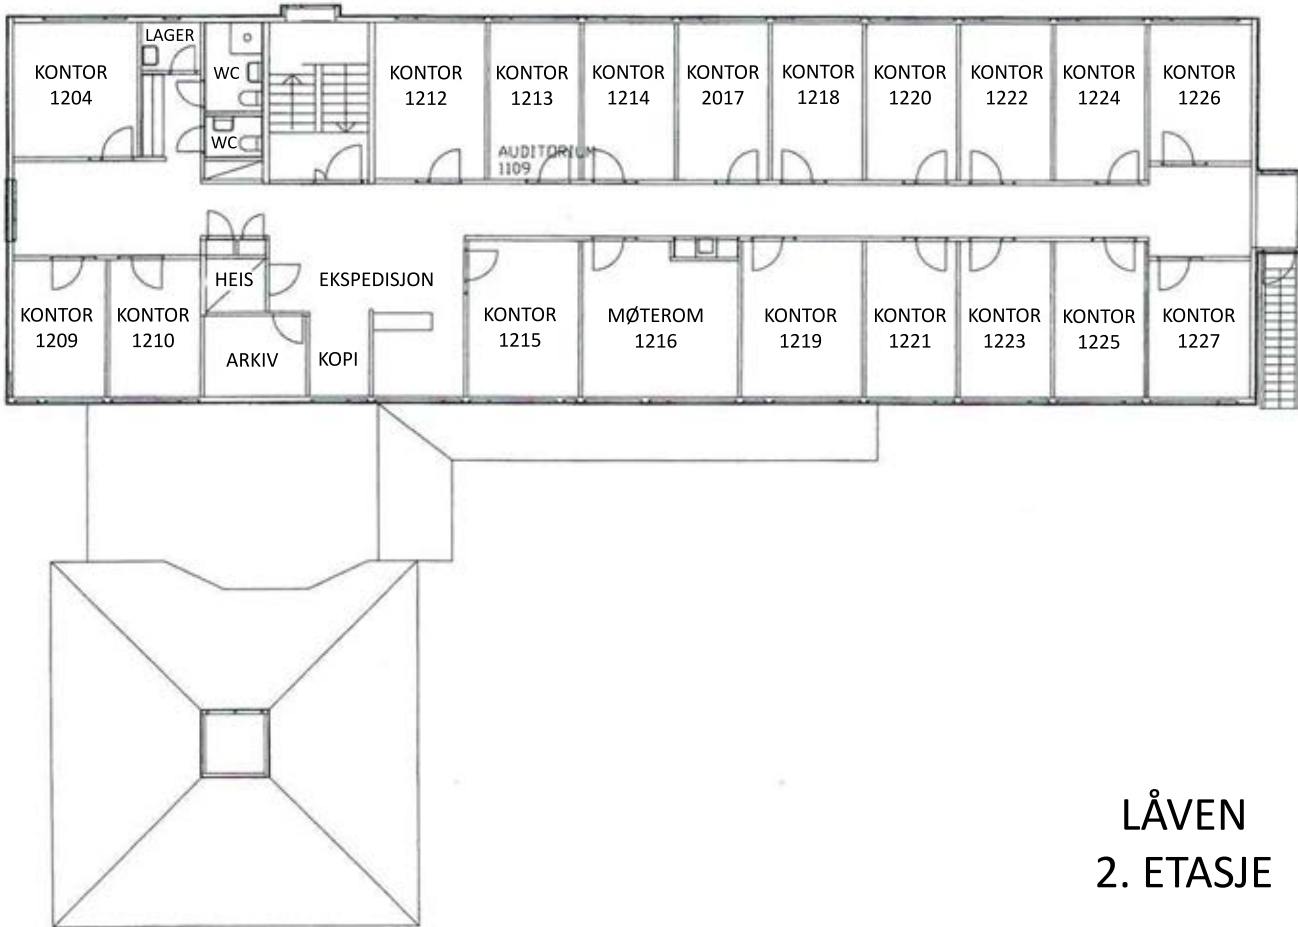 LAGER
KONTOR
1204
WC
WC
KONTOR
1212
KONTOR
1213
KONTOR
1214
KONTOR
2017
KONTOR
1218
KONTOR
1220
KONTOR
1222
KONTOR
1224
KONTOR
1226
AUDITORIUM
1109
HEIS
EKSPEDISJON
KONTOR
1209
KONTOR
1210
ARKIV
KOPI
KONTOR
1215
MØTEROM
1216
KONTOR
1219
KONTOR
1221
KONTOR
1223
KONTOR
1225
KONTOR
1227
LÅVEN
2. ETASJE